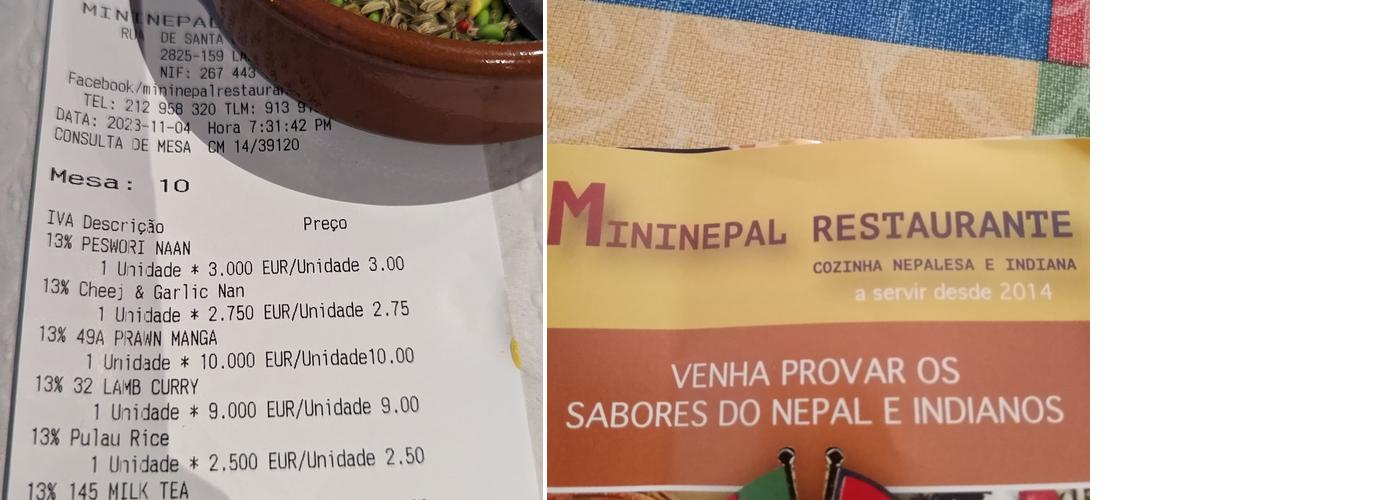 MININEPAL
RUA DE SANTA
2825-159
NIF: 267 443
Facebook/mininepalrestauran
TEL: 212 958 320 TLM: 913
DATA: 2023-11-04 Hora 7:31:42 PM
CONSULTA DE MESA CM 14/39120
Mesa: 10
IVA Descrição Preço
13% PESWORI NAAN
1 Unidade * 3.000 EUR/Unidade 3.00
13% Cheej & Garlic Nan
1 Unidade * 2.750 EUR/Unidade 2.75
13% 49A PRAWN MANGA
1 Unidade * 10.000 EUR/Unidade10.00
13% 32 LAMB CURRY
1 Unidade * 9.000 EUR/Unidade 9.00
13% Pulau Rice
1 Unidade * 2.500 EUR/Unidade 2.50
13% 145 MILK TEA
MININEPAL RESTAURANTE
COZINHA NEPALESA E INDIANA
a servir desde 2014
VENHA PROVAR OS
SABORES DO NEPAL E INDIANOS